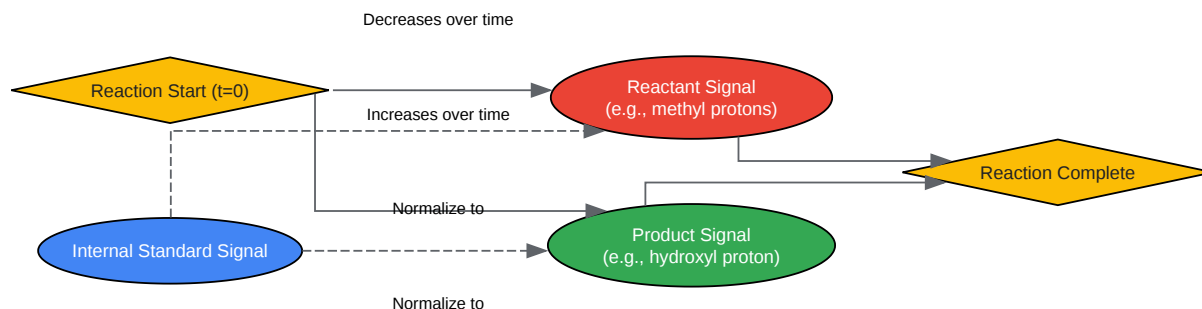 Decreases over time
Reaction Start (t=0)
Reactant Signal
(e.g., methyl protons)
Increases over time
Reaction Complete
Normalize to
Internal Standard Signal
Product Signal
(e.g., hydroxyl proton)
Normalize to